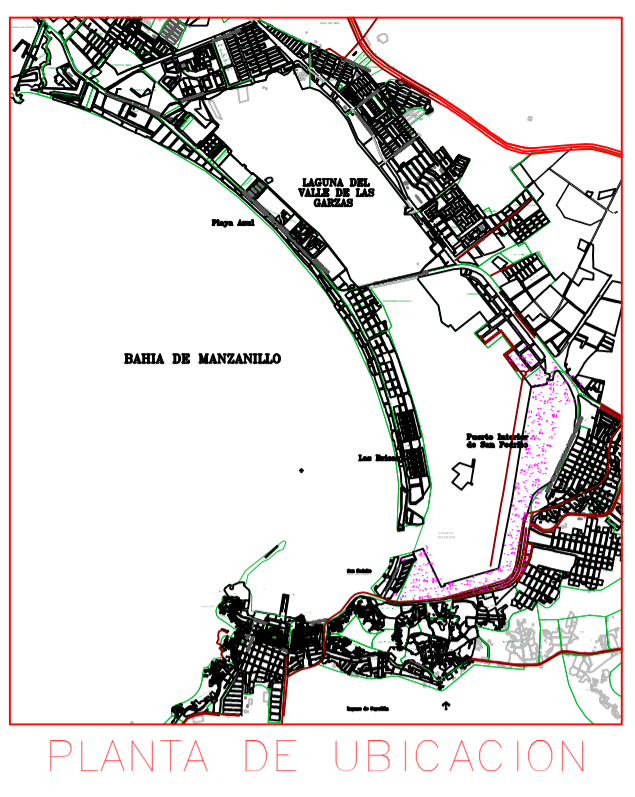 LAGUNA DEL
VALLE DE LAS
GARZAS
Playa Azul
BAHIA DE MANZANILLO
Puerto Interior
de San Pedrito
Las Brisas
PLANTA DE UBICACION